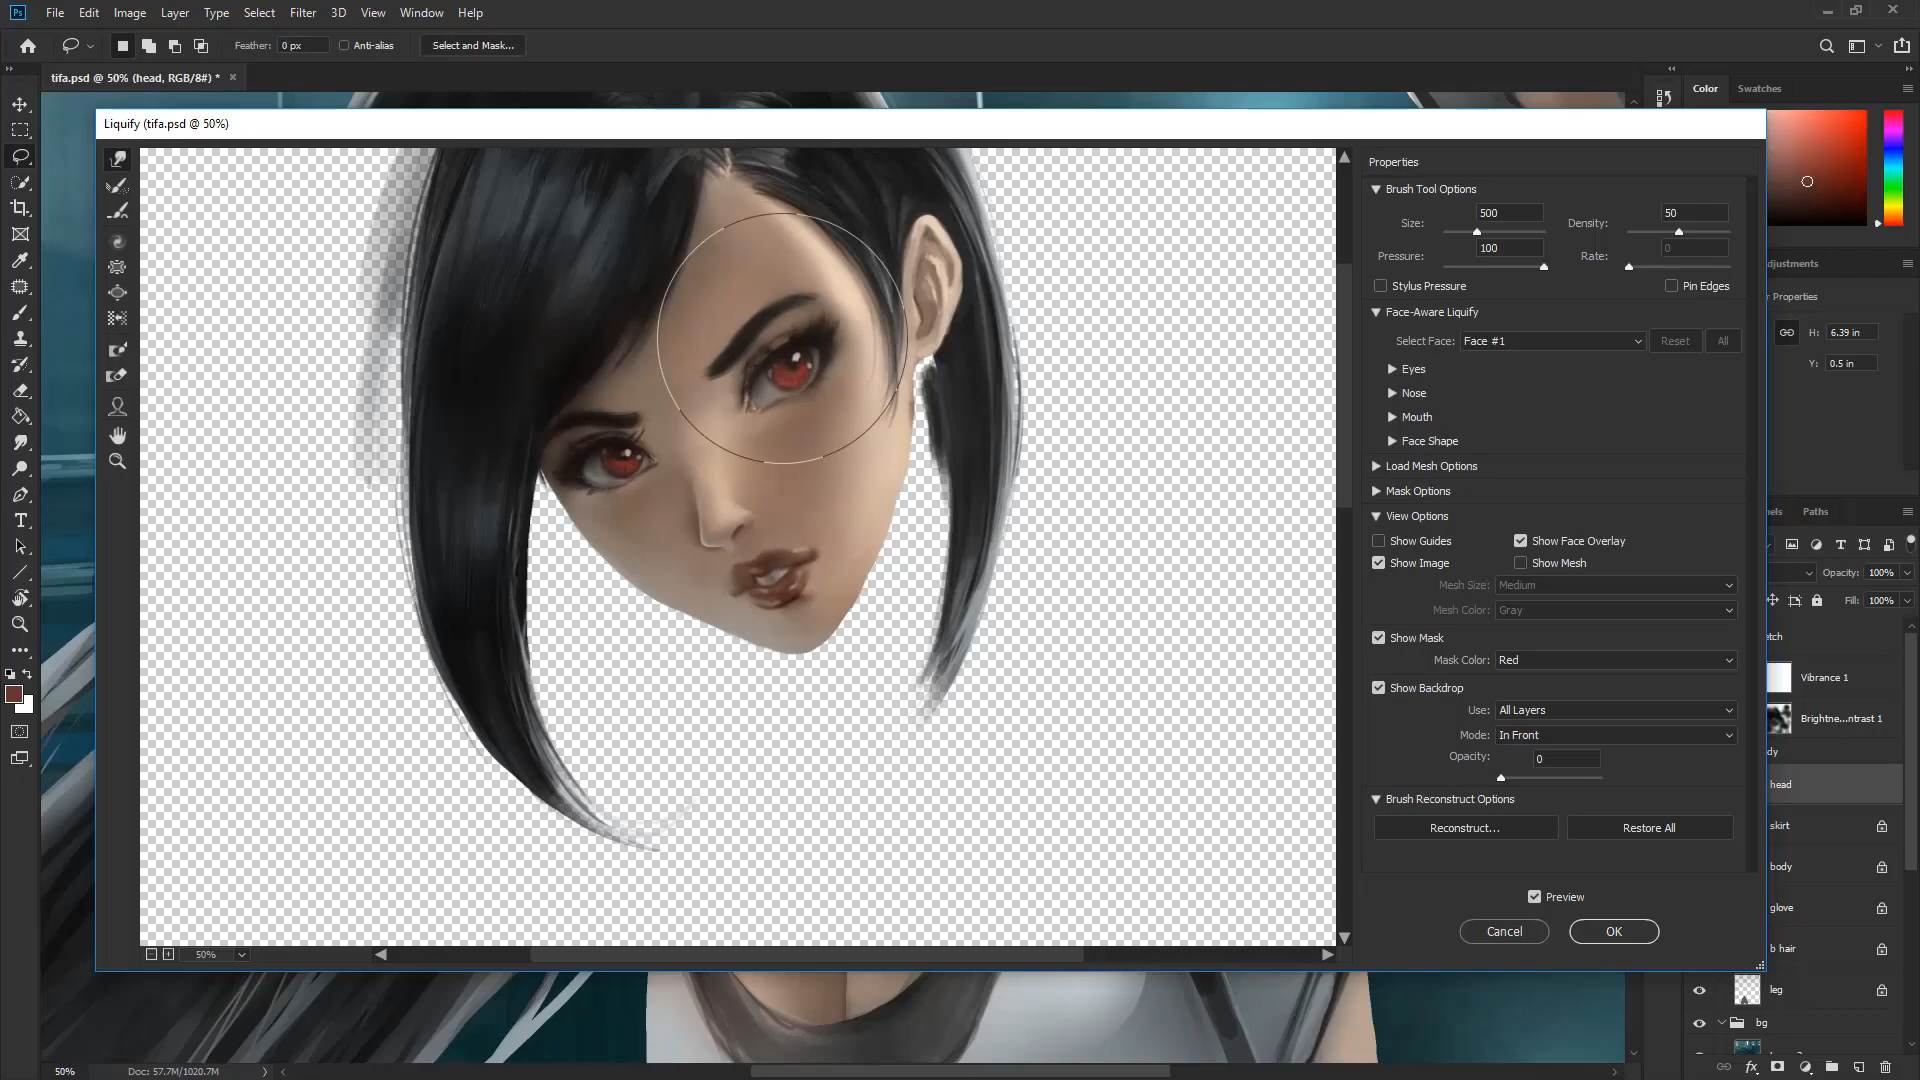 Ps File Edit Image Layer Type Select Filter 3D View Window Help
Feather: 0 px Anti-alias Select and Mask...
tifa.psd @ 50% (head, RGB/8#) *
Color Swatches
Liquify (tifa.psd @ 50%)
Properties
Brush Tool Options
Size: 500 Density: 50
Pressure: 100 Rate: 0
Stylus Pressure Pin Edges
Face-Aware Liquify
Select Face: Face #1 Reset All
Eyes
Nose
Mouth
Face Shape
Load Mesh Options
Mask Options
View Options
Show Guides Show Face Overlay
Show Image Show Mesh
Mesh Size: Medium
Mesh Color: Gray
Show Mask
Mask Color: Red
Show Backdrop
Use: All Layers
Mode: In Front
Opacity: 0
Brush Reconstruct Options
Reconstruct... Restore All
Preview
Cancel OK
50%
djustments
r Properties
H: 6.39 in
Y: 0.5 in
nels Paths
Opacity: 100%
Fill: 100%
etch
Vibrance 1
Brightne...ntrast 1
dy
head
skirt
body
glove
b hair
leg
bg
50% Doc: 57.7M/1020.7M